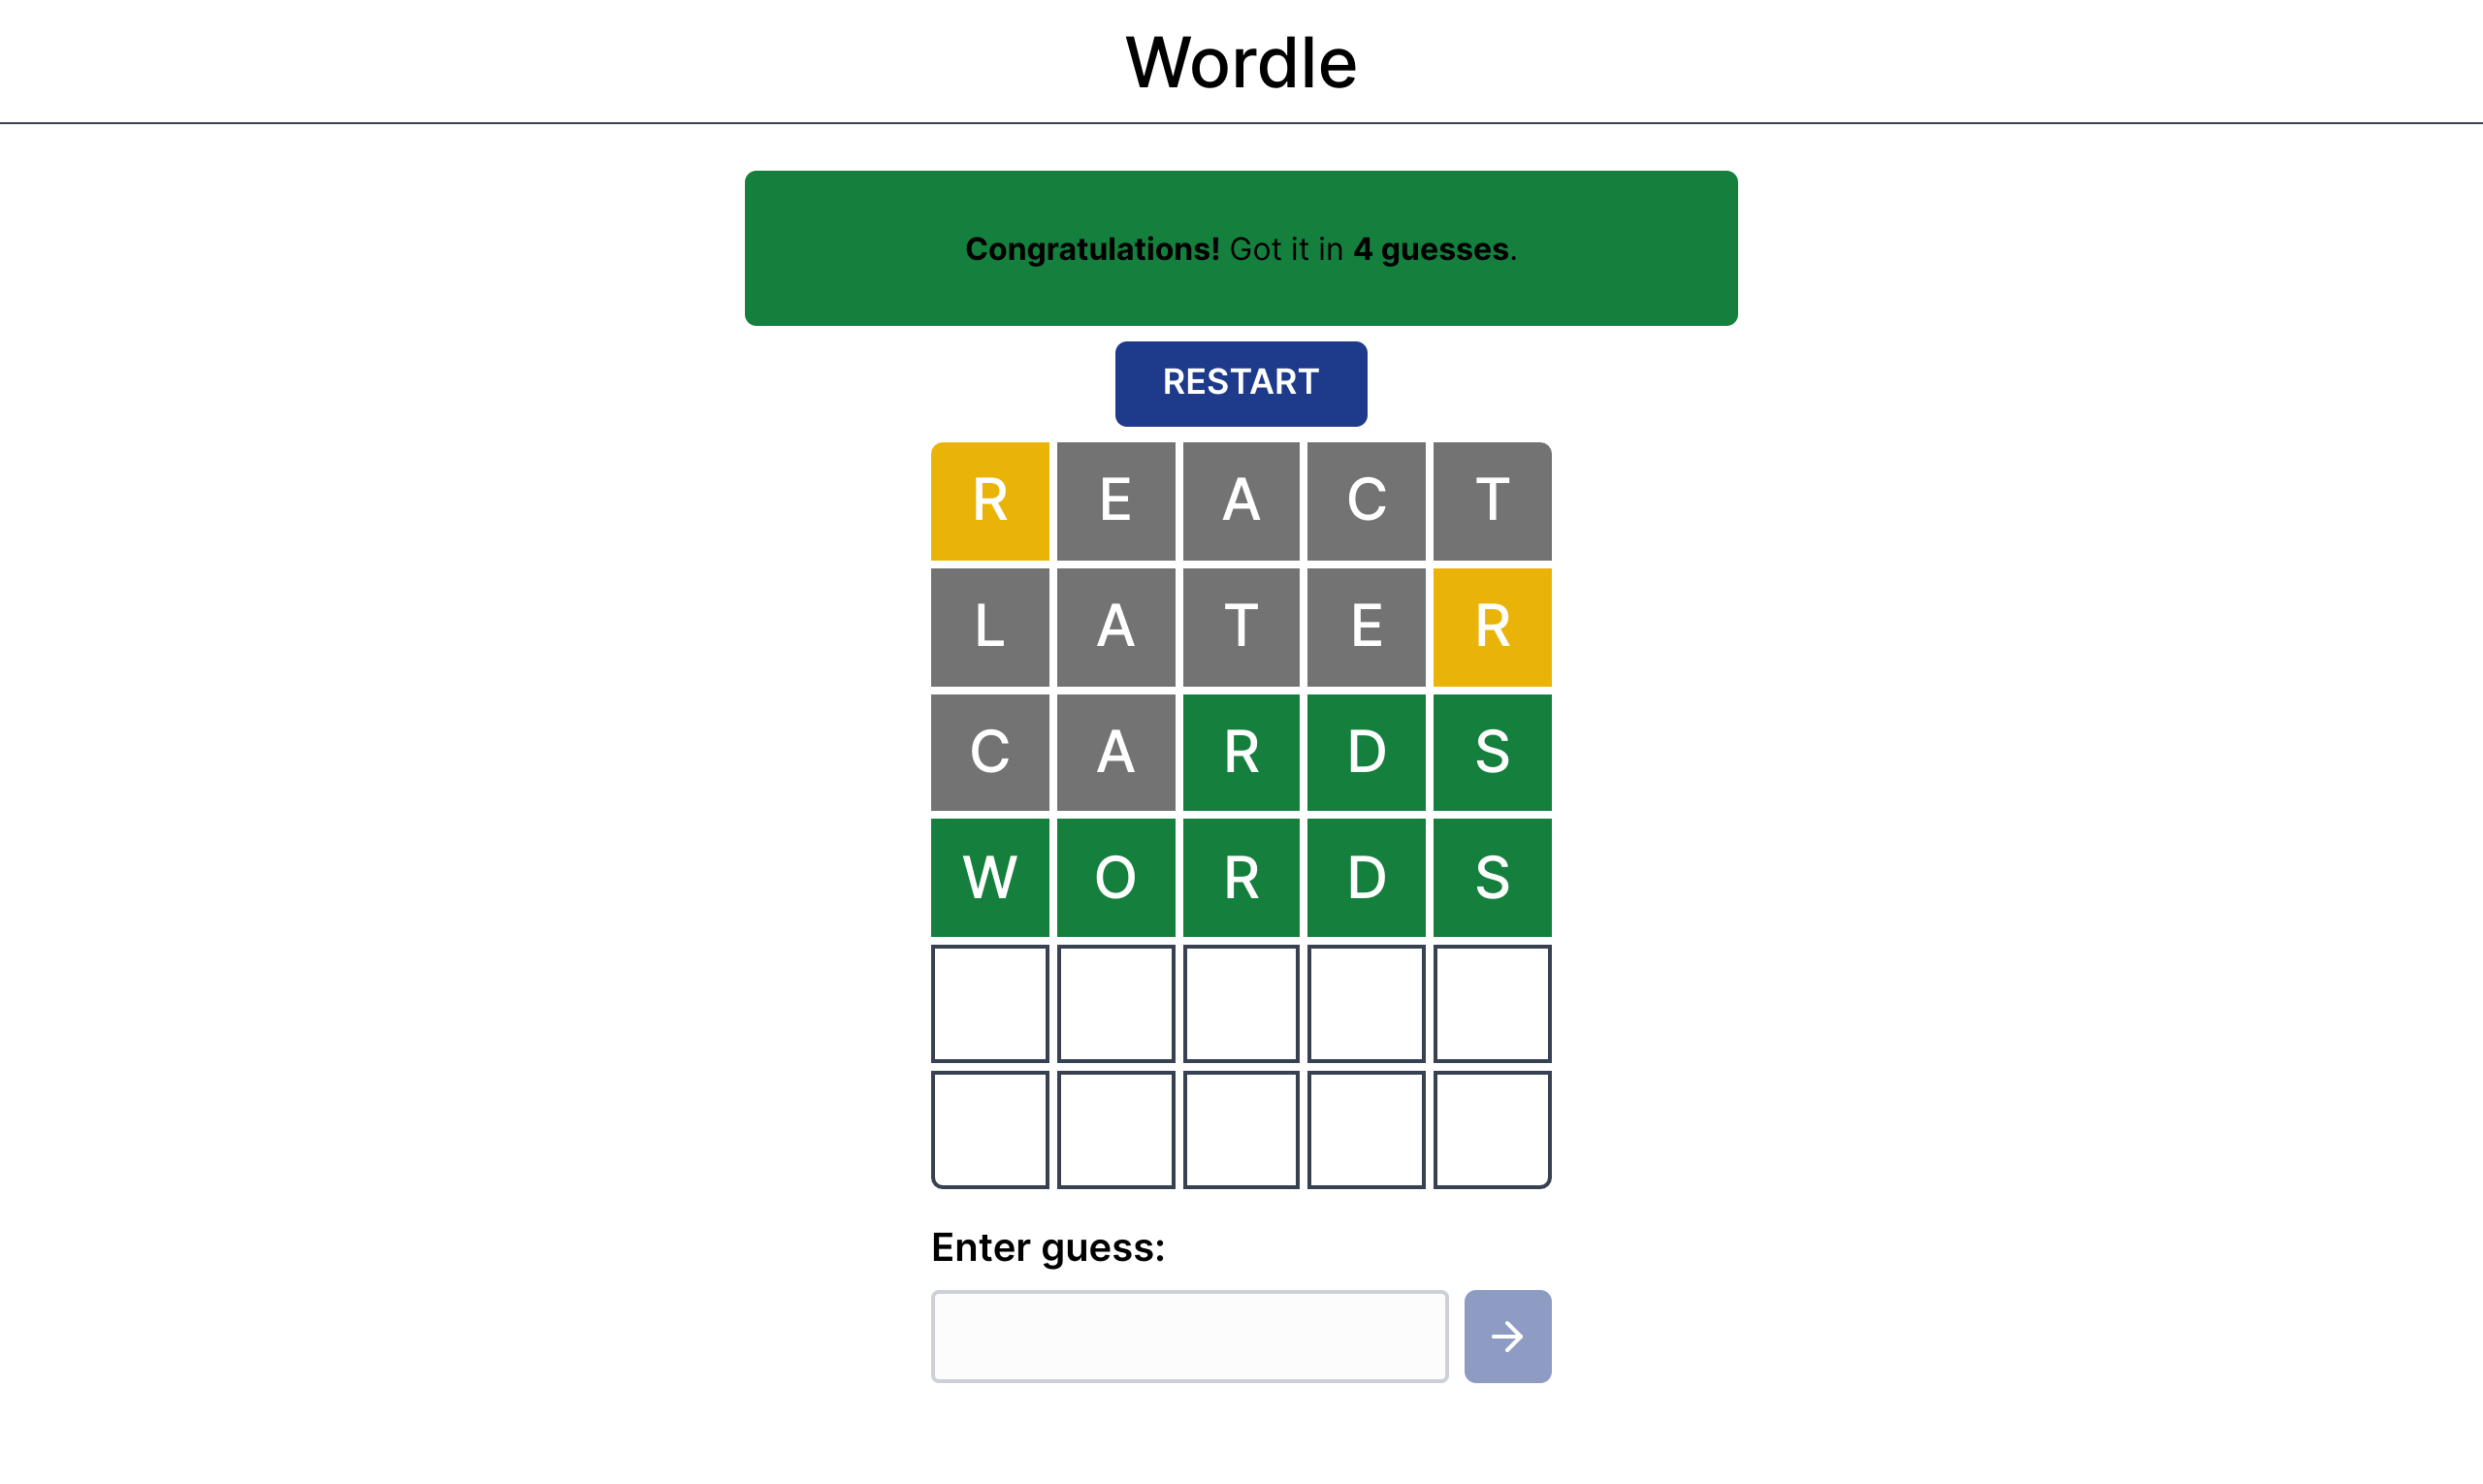 Wordle
Congratulations! Got it in 4 guesses.
RESTART
R E A C T
L A T E R
C A R D S
W O R D S
Enter guess: